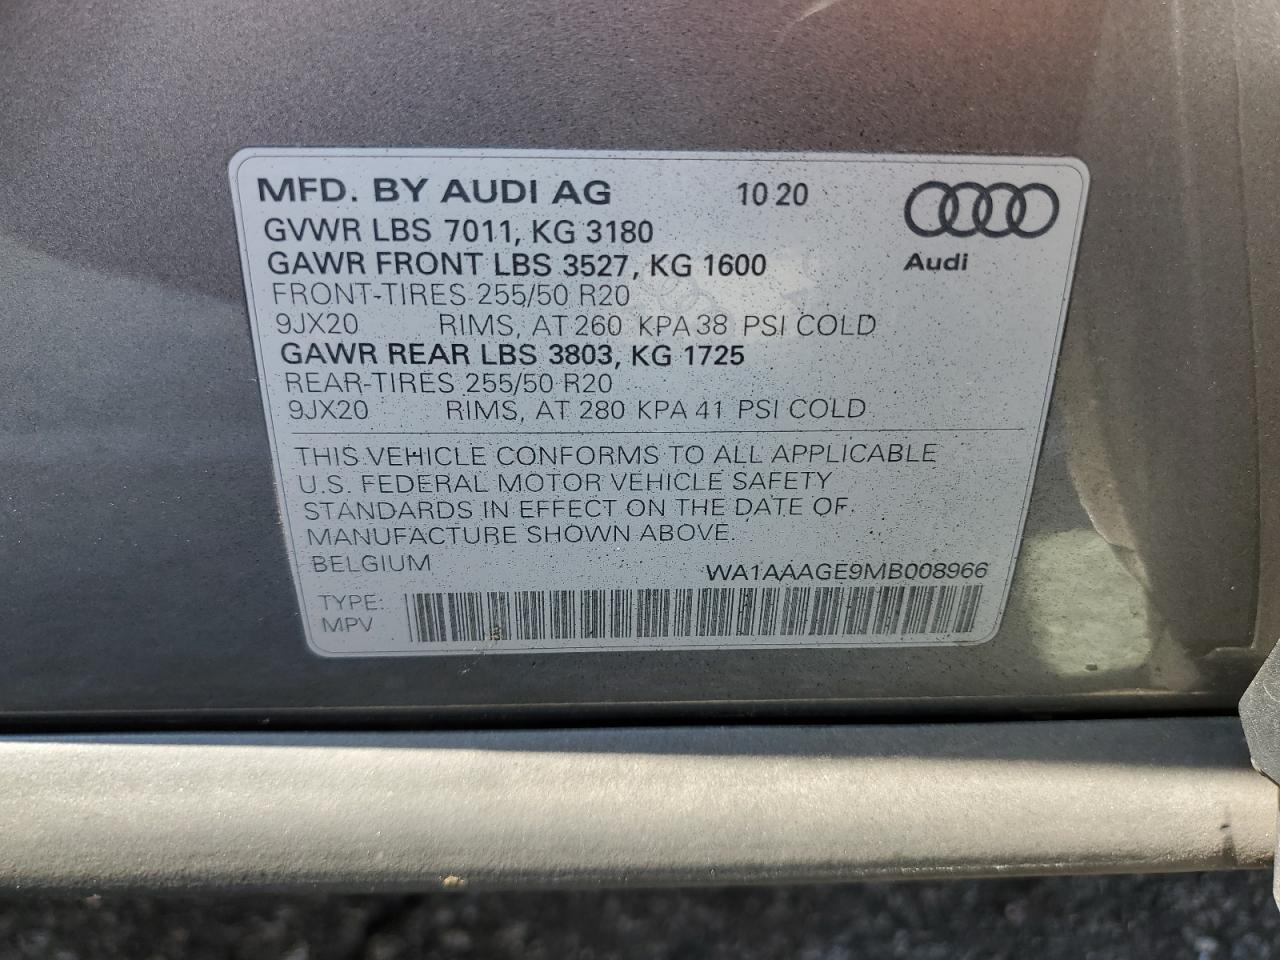 MFD. BY AUDI AG 10 20
GVWR LBS 7011, KG 3180
GAWR FRONT LBS 3527, KG 1600
Audi
FRONT-TIRES 255/50 R20
9JX20 RIMS, AT 260 KPA 38 PSI COLD
GAWR REAR LBS 3803, KG 1725
REAR-TIRES 255/50 R20
9JX20 RIMS, AT 280 KPA 41 PSI COLD
THIS VEHICLE CONFORMS TO ALL APPLICABLE
U.S. FEDERAL MOTOR VEHICLE SAFETY
STANDARDS IN EFFECT ON THE DATE OF
MANUFACTURE SHOWN ABOVE.
BELGIUM WA1AAAGE9MB008966
TYPE:
MPV